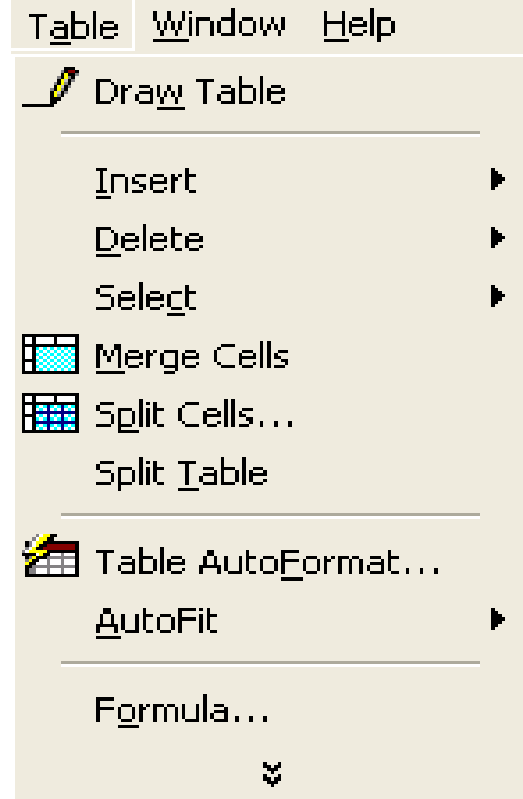 Table Window Help
Draw Table
Insert
Delete
Select
Merge Cells
Split Cells...
Split Table
Table AutoFormat...
AutoFit
Formula...